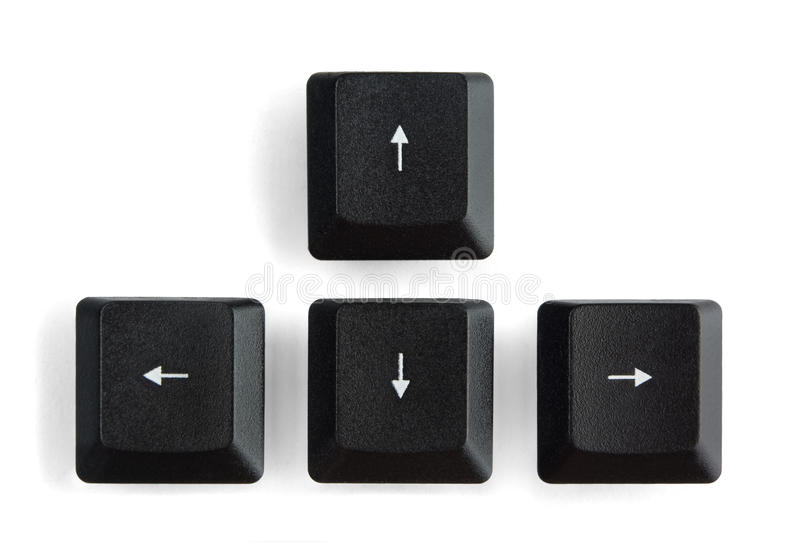 ↑
dreamstime
← ↓ →